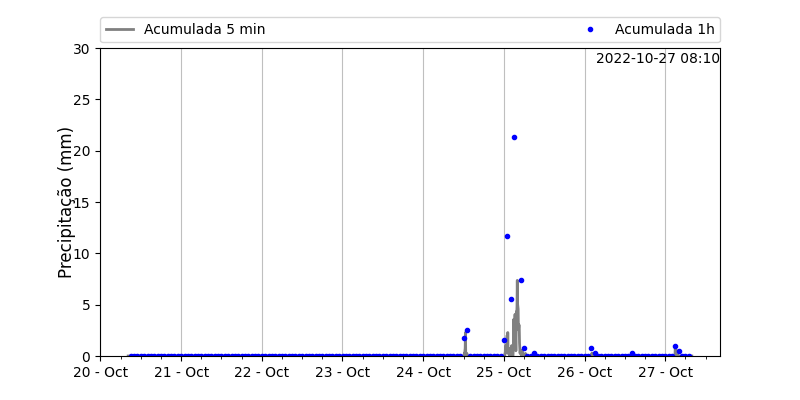 Acumulada 5 min
Acumulada 1h
2022-10-27 08:10
Precipitação (mm)
30
25
20
15
10
5
0
20 - Oct
21 - Oct
22 - Oct
23 - Oct
24 - Oct
25 - Oct
26 - Oct
27 - Oct